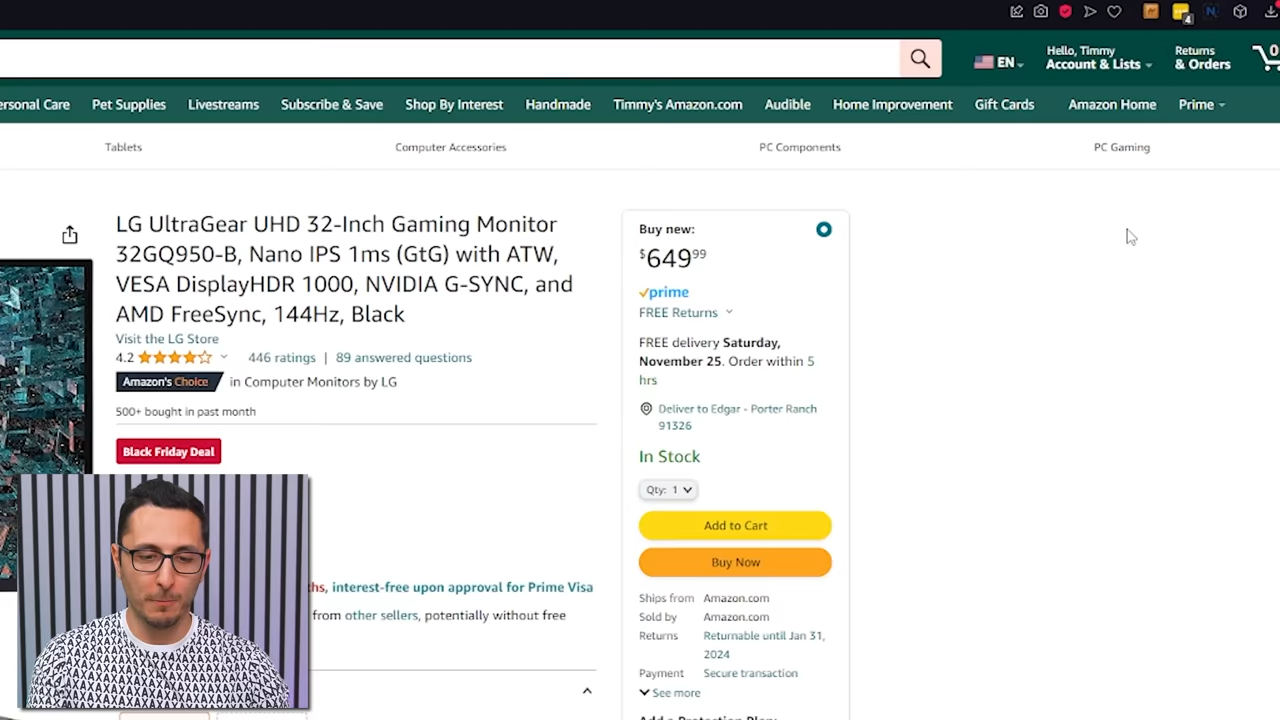 4
EN
Hello, Timmy
Account & Lists
Returns
& Orders
0
ersonal Care
Pet Supplies
Livestreams
Subscribe & Save
Shop By Interest
Handmade
Timmy's Amazon.com
Audible
Home Improvement
Gift Cards
Amazon Home
Prime
Tablets
Computer Accessories
PC Components
PC Gaming
LG UltraGear UHD 32-Inch Gaming Monitor
32GQ950-B, Nano IPS 1ms (GtG) with ATW,
VESA DisplayHDR 1000, NVIDIA G-SYNC, and
AMD FreeSync, 144Hz, Black
Visit the LG Store
4.2
446 ratings | 89 answered questions
Amazon's Choice in Computer Monitors by LG
500+ bought in past month
Black Friday Deal
ths, interest-free upon approval for Prime Visa
from other sellers, potentially without free
Buy new:
$649.99
prime
FREE Returns
FREE delivery Saturday,
November 25. Order within 5
hrs
Deliver to Edgar - Porter Ranch
91326
In Stock
Qty: 1
Add to Cart
Buy Now
Ships from Amazon.com
Sold by Amazon.com
Returns Returnable until Jan 31,
2024
Payment Secure transaction
See more
Add a Protection Plan: